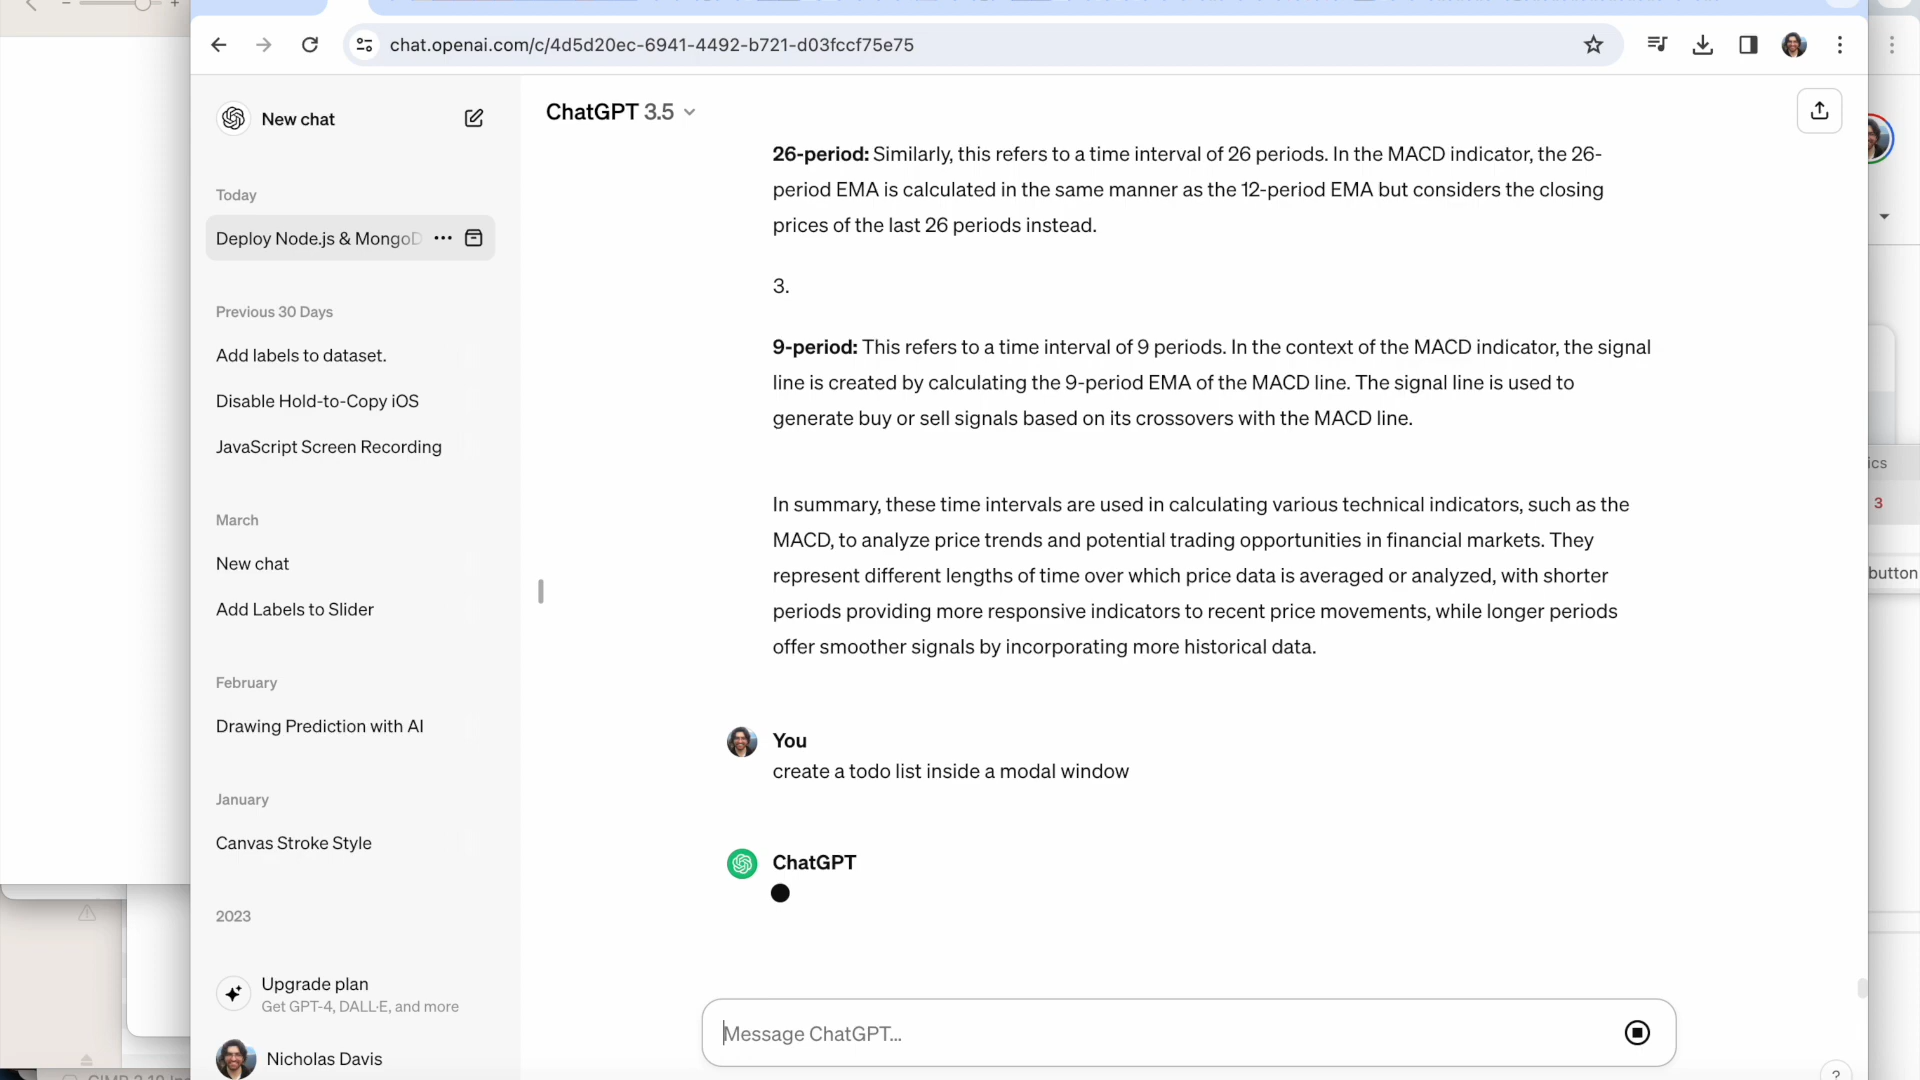 chat.openai.com/c/4d5d20ec-6941-4492-b721-d03fccf75e75
New chat
Today
Deploy Node.js & MongoD
Previous 30 Days
Add labels to dataset.
Disable Hold-to-Copy iOS
JavaScript Screen Recording
March
New chat
Add Labels to Slider
February
Drawing Prediction with AI
January
Canvas Stroke Style
2023
Upgrade plan
Get GPT-4, DALL·E, and more
Nicholas Davis
ChatGPT 3.5
26-period: Similarly, this refers to a time interval of 26 periods. In the MACD indicator, the 26-
period EMA is calculated in the same manner as the 12-period EMA but considers the closing
prices of the last 26 periods instead.
3.
9-period: This refers to a time interval of 9 periods. In the context of the MACD indicator, the signal
line is created by calculating the 9-period EMA of the MACD line. The signal line is used to
generate buy or sell signals based on its crossovers with the MACD line.
In summary, these time intervals are used in calculating various technical indicators, such as the
MACD, to analyze price trends and potential trading opportunities in financial markets. They
represent different lengths of time over which price data is averaged or analyzed, with shorter
periods providing more responsive indicators to recent price movements, while longer periods
offer smoother signals by incorporating more historical data.
You
create a todo list inside a modal window
ChatGPT
Message ChatGPT...
?
ics
3
button